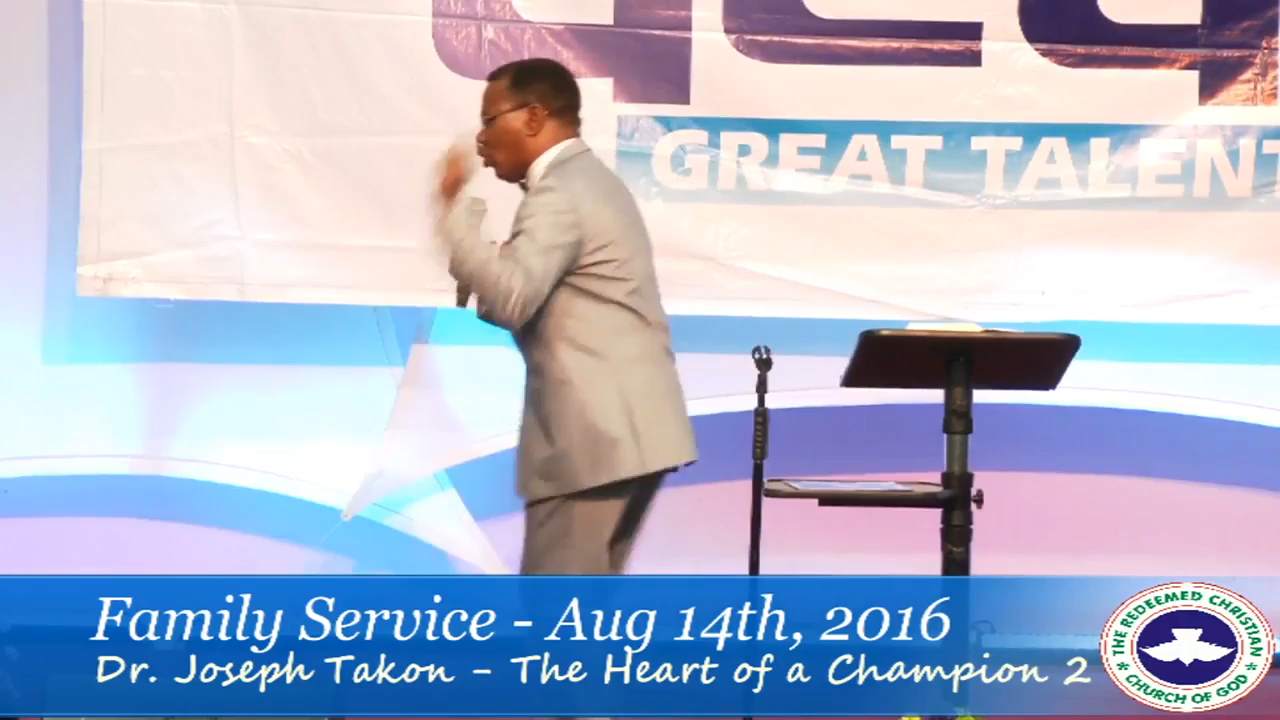 GREAT TALENT
Family Service - Aug 14th, 2016
Dr. Joseph Takon - The Heart of a Champion 2
THE REDEEMED CHRISTIAN
CHURCH OF GOD